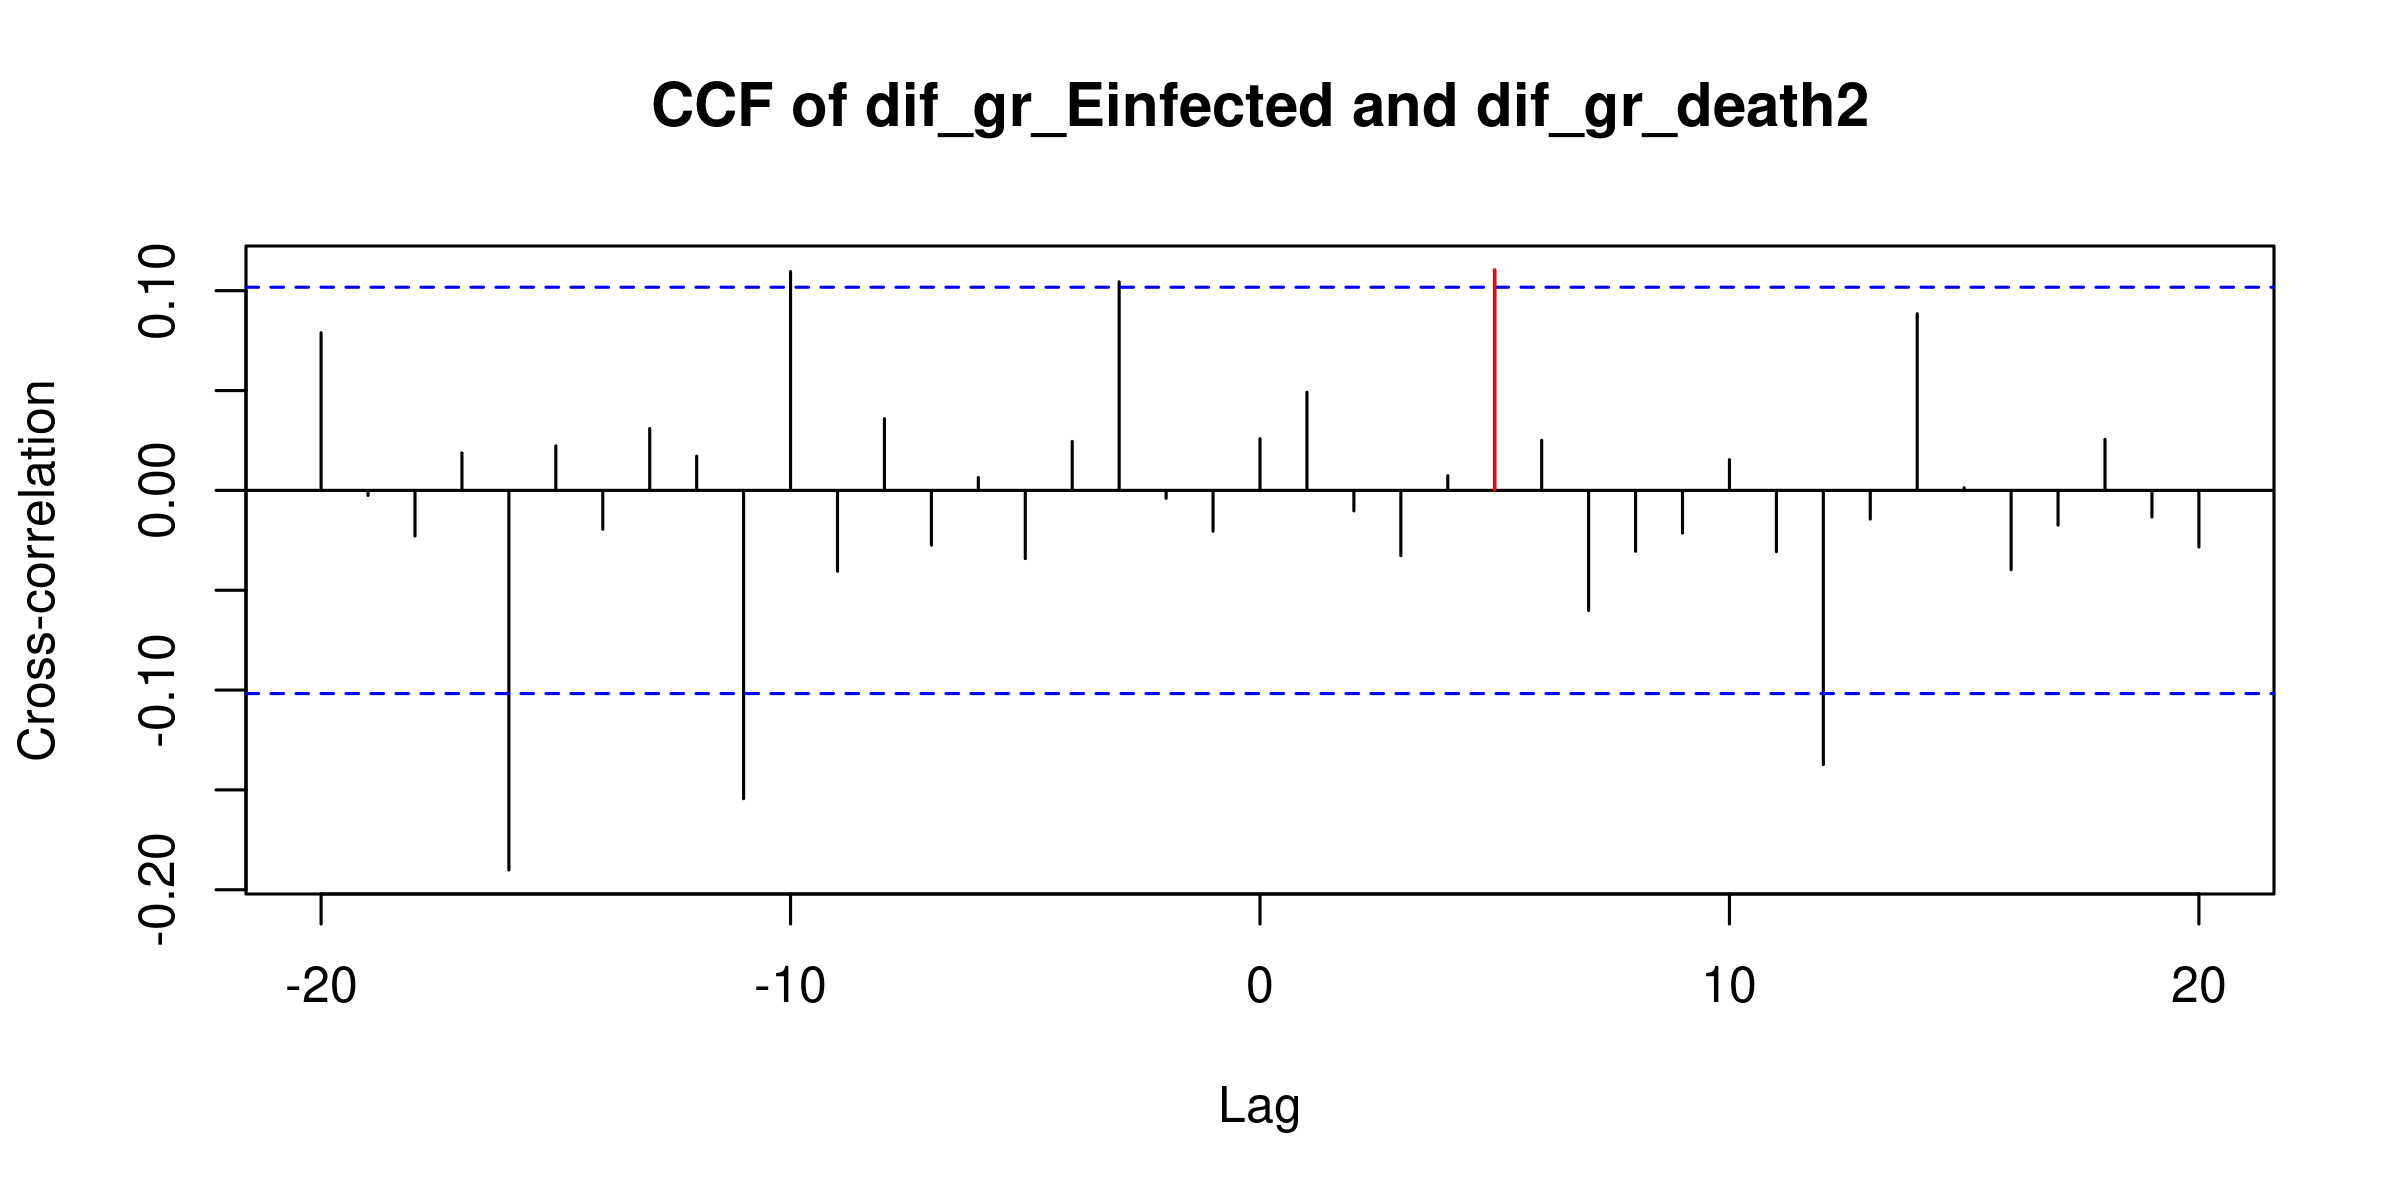 CCF of dif_gr_Einfected and dif_gr_death2
Cross-correlation
0.10
0.00
-0.10
-0.20
-20 -10 0 10 20
Lag